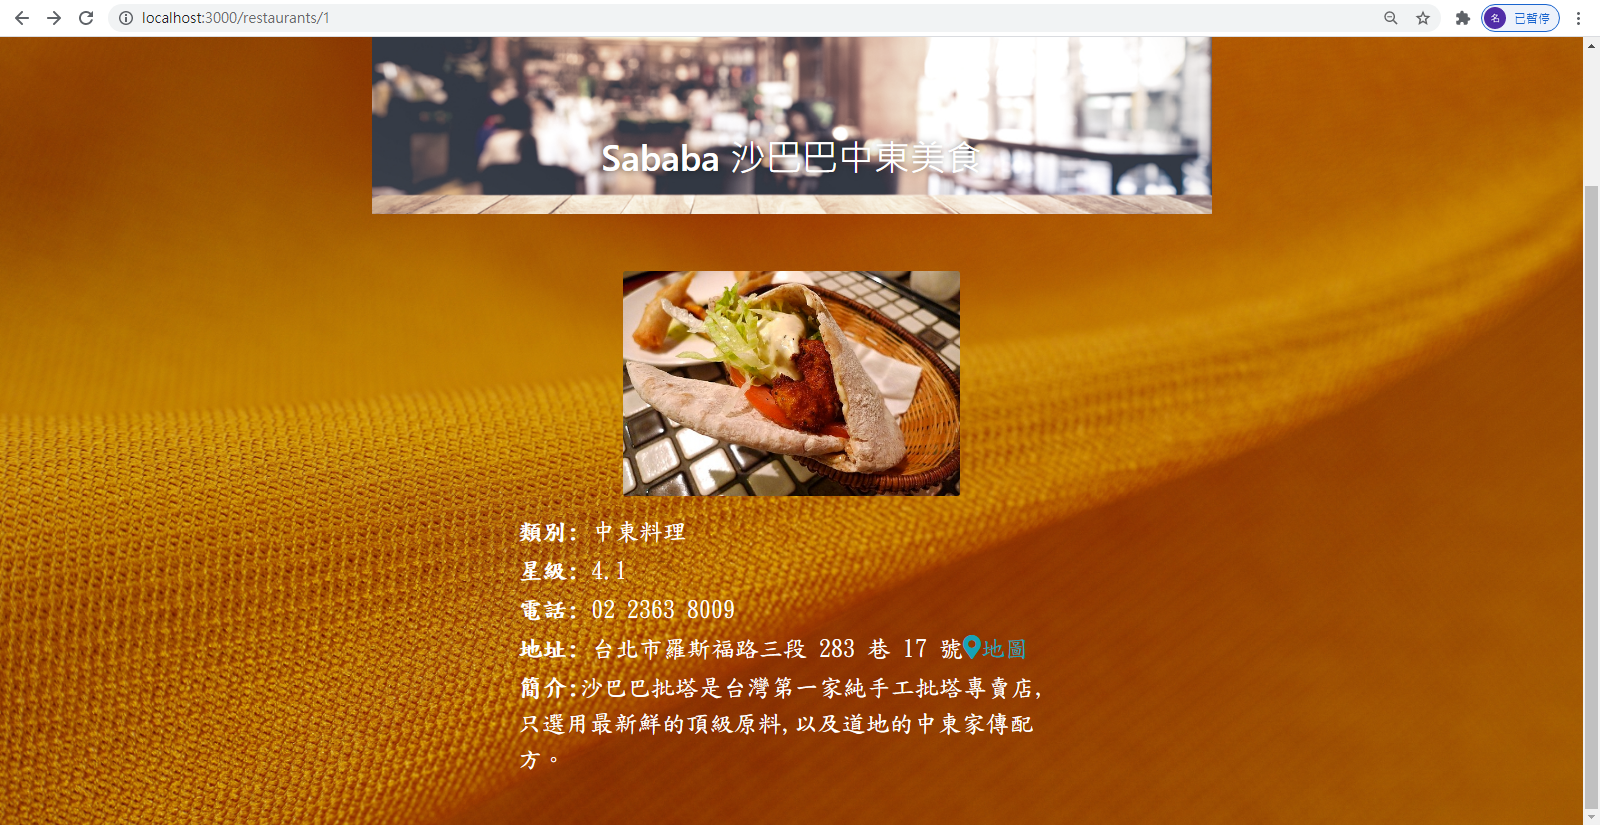 localhost:3000/restaurants/1
名 已暫停
Sababa 沙巴巴中東美食
類別: 中東料理
星級: 4.1
電話: 02 2363 8009
地址: 台北市羅斯福路三段 283 巷 17 號地圖
簡介:沙巴巴批塔是台灣第一家純手工批塔專賣店,
只選用最新鮮的頂級原料,以及道地的中東家傳配
方。